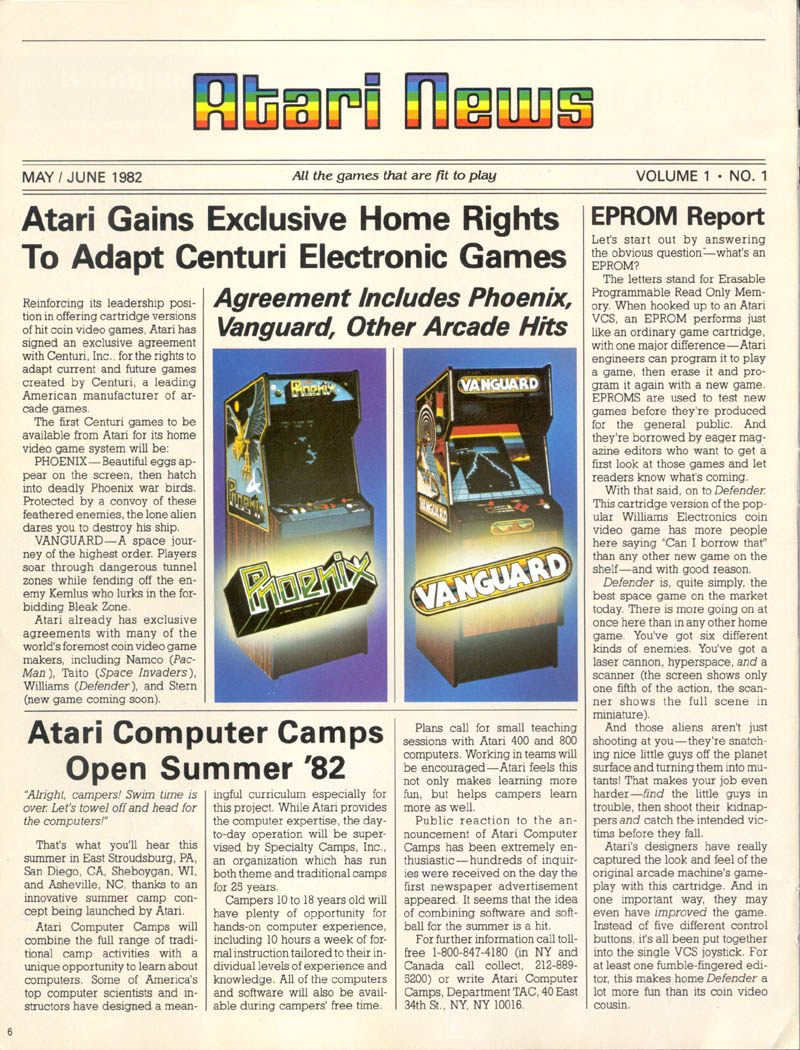 Atari News
MAY / JUNE 1982
All the games that are fit to play
VOLUME 1 • NO. 1
Atari Gains Exclusive Home Rights
To Adapt Centuri Electronic Games
Reinforcing its leadership posi-
tion in offering cartridge versions
of hit coin video games, Atari has
signed an exclusive agreement
with Centuri, Inc., for the rights to
adapt current and future games
created by Centuri, a leading
American manufacturer of ar-
cade games.
The first Centuri games to be
available from Atari for its home
video game system will be:
PHOENIX—Beautiful eggs ap-
pear on the screen, then hatch
into deadly Phoenix war birds.
Protected by a convoy of these
feathered enemies, the lone alien
dares you to destroy his ship.
VANGUARD—A space jour-
ney of the highest order. Players
soar through dangerous tunnel
zones while fending off the en-
emy Kemlus who lurks in the for-
bidding Bleak Zone.
Atari already has exclusive
agreements with many of the
world's foremost coin video game
makers, including Namco (Pac-
Man), Taito (Space Invaders),
Williams (Defender), and Stern
(new game coming soon).
Agreement Includes Phoenix,
Vanguard, Other Arcade Hits
Phoenix
Phoenix
Phoenix
VANGUARD
VANGUARD
VANGUARD
Atari Computer Camps
Open Summer '82
"Alright, campers! Swim time is
over. Let's towel off and head for
the computers!"
That's what you'll hear this
summer in East Stroudsburg, PA,
San Diego, CA, Sheboygan, WI,
and Asheville, NC, thanks to an
innovative summer camp con-
cept being launched by Atari.
Atari Computer Camps will
combine the full range of tradi-
tional camp activities with a
unique opportunity to learn about
computers. Some of America's
top computer scientists and in-
structors have designed a mean-
ingful curriculum especially for
this project. While Atari provides
the computer expertise, the day-
to-day operation will be super-
vised by Specialty Camps, Inc.,
an organization which has run
both theme and traditional camps
for 25 years.
Campers 10 to 18 years old will
have plenty of opportunity for
hands-on computer experience,
including 10 hours a week of for-
mal instruction tailored to their in-
dividual levels of experience and
knowledge. All of the computers
and software will also be avail-
able during campers' free time.
Plans call for small teaching
sessions with Atari 400 and 800
computers. Working in teams will
be encouraged—Atari feels this
not only makes learning more
fun, but helps campers learn
more as well.
Public reaction to the an-
nouncement of Atari Computer
Camps has been extremely en-
thusiastic—hundreds of inquir-
ies were received on the day the
first newspaper advertisement
appeared. It seems that the idea
of combining software and soft-
ball for the summer is a hit.
For further information call toll-
free 1-800-847-4180 (in NY and
Canada call collect, 212-889-
5200) or write Atari Computer
Camps, Department TAC, 40 East
34th St., NY, NY 10016.
EPROM Report
Let's start out by answering
the obvious question—what's an
EPROM?
The letters stand for Erasable
Programmable Read Only Mem-
ory. When hooked up to an Atari
VCS, an EPROM performs just
like an ordinary game cartridge,
with one major difference—Atari
engineers can program it to play
a game, then erase it and pro-
gram it again with a new game.
EPROMS are used to test new
games before they're produced
for the general public. And
they're borrowed by eager mag-
azine editors who want to get a
first look at those games and let
readers know what's coming.
With that said, on to Defender.
This cartridge version of the pop-
ular Williams Electronics coin
video game has more people
here saying "Can I borrow that"
than any other new game on the
shelf—and with good reason.
Defender is, quite simply, the
best space game on the market
today. There is more going on at
once here than in any other home
game. You've got six different
kinds of enemies. You've got a
laser cannon, hyperspace, and a
scanner (the screen shows only
one fifth of the action, the scan-
ner shows the full scene in
miniature).
And those aliens aren't just
shooting at you—they're snatch-
ing nice little guys off the planet
surface and turning them into mu-
tants! That makes your job even
harder—find the little guys in
trouble, then shoot their kidnap-
pers and catch the intended vic-
tims before they fall.
Atari's designers have really
captured the look and feel of the
original arcade machine's game-
play with this cartridge. And in
one important way, they may
even have improved the game.
Instead of five different control
buttons, it's all been put together
into the single VCS joystick. For
at least one fumble-fingered edi-
tor, this makes home Defender a
lot more fun than its coin video
cousin.
6